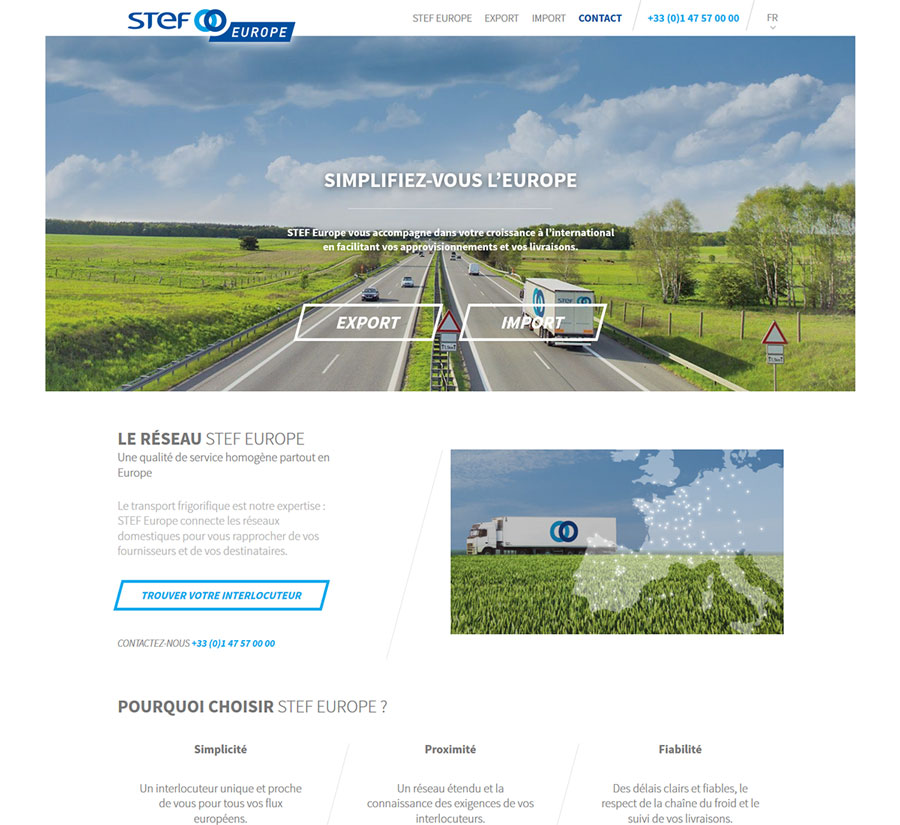 STEF EUROPE
STEF EUROPE EXPORT IMPORT CONTACT +33 (0)1 47 57 00 00 FR
SIMPLIFIEZ-VOUS L'EUROPE
STEF Europe vous accompagne dans votre croissance à l'international
en facilitant vos approvisionnements et vos livraisons.
STEF
EXPORT IMPORT
LE RÉSEAU STEF EUROPE
Une qualité de service homogène partout en
Europe
Le transport frigorifique est notre expertise :
STEF Europe connecte les réseaux
domestiques pour vous rapprocher de vos
fournisseurs et de vos destinataires.
TROUVER VOTRE INTERLOCUTEUR
CONTACTEZ-NOUS +33 (0)1 47 57 00 00
POURQUOI CHOISIR STEF EUROPE ?
Simplicité
Un interlocuteur unique et proche
de vous pour tous vos flux
européens.
Proximité
Un réseau étendu et la
connaissance des exigences de vos
interlocuteurs.
Fiabilité
Des délais clairs et fiables, le
respect de la chaîne du froid et le
suivi de vos livraisons.